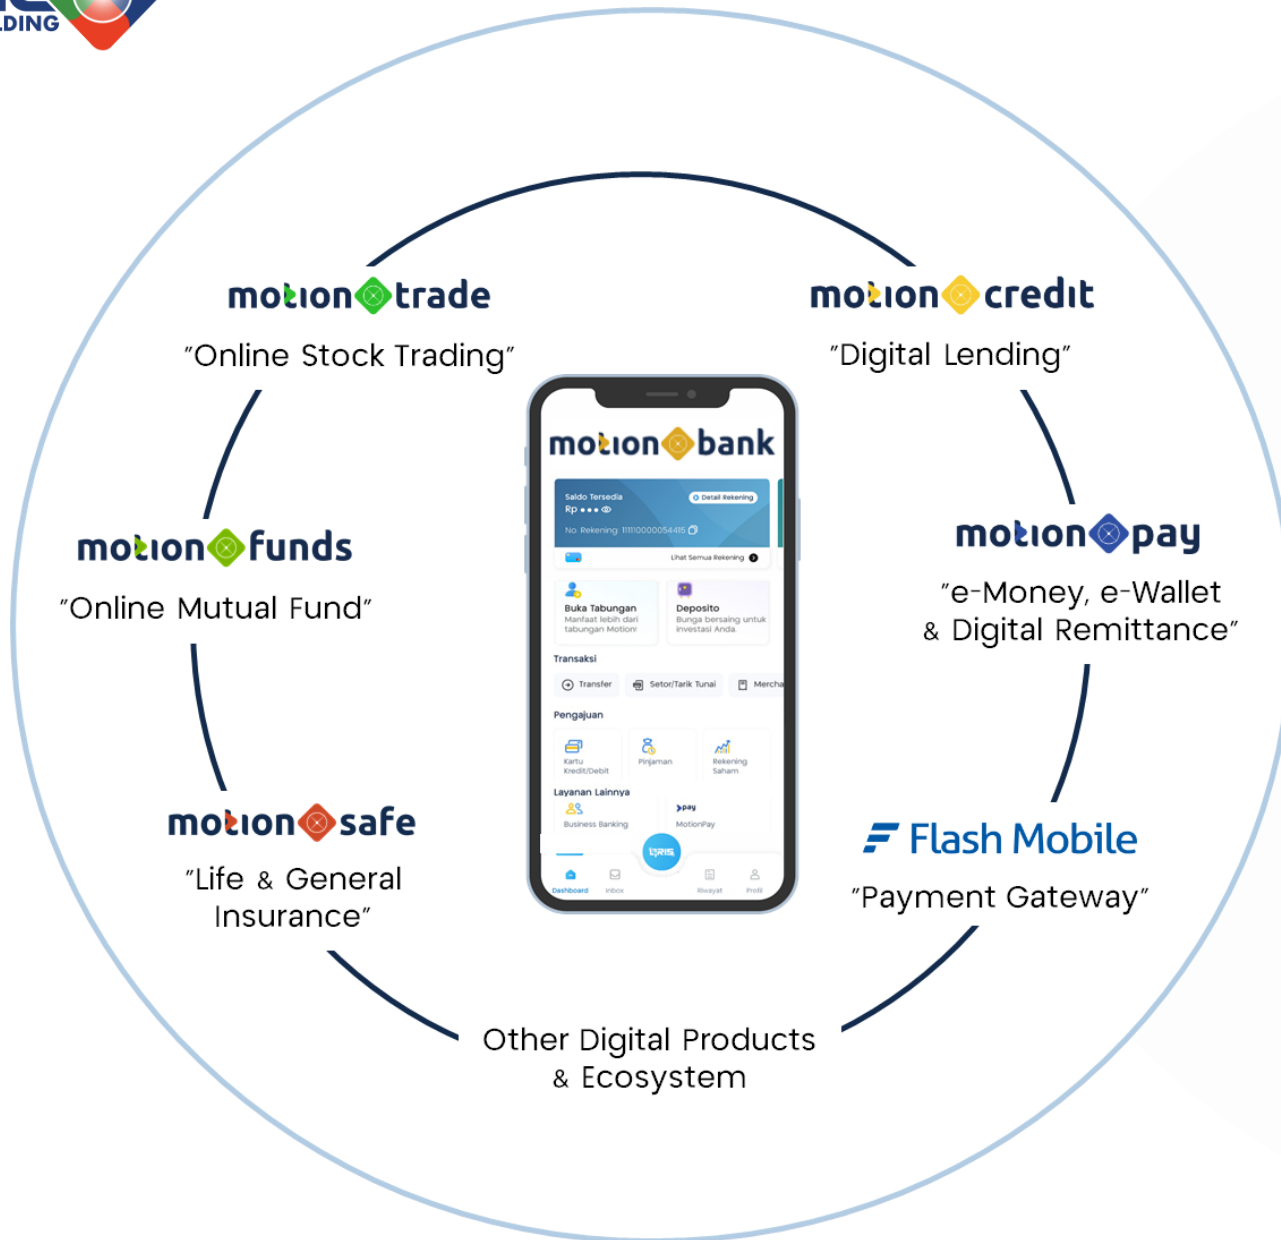 motion trade
"Online Stock Trading"
motion credit
"Digital Lending"
motion funds
"Online Mutual Fund"
motion pay
"e-Money, e-Wallet
& Digital Remittance"
motion safe
"Life & General
Insurance"
Flash Mobile
"Payment Gateway"
Other Digital Products
& Ecosystem
motion bank
Saldo Tersedia
Detail Rekening
Rp
No. Rekening: 111110000054415
Lihat Semua Rekening
Buka Tabungan
Manfaat lebih dari
tabungan Motion!
Deposito
Bunga bersaing untuk
investasi Anda.
Transaksi
Transfer
Setor/Tarik Tunai
Mercha
Pengajuan
Kartu
Kredit/Debit
Pinjaman
Rekening
Saham
Layanan Lainnya
Business Banking
pay
MotionPay
QRIS
Dashboard
Inbox
Riwayat
Profil